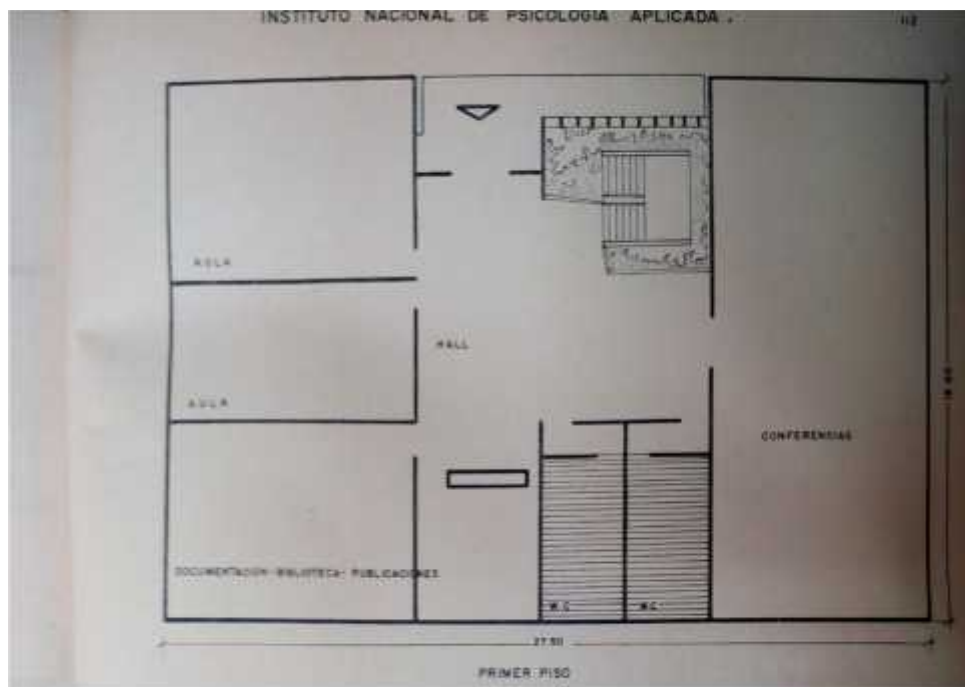 INSTITUTO NACIONAL DE PSICOLOGIA APLICADA.
112
AULA
HALL
AULA
CONFERENCIAS
DOCUMENTACION-BIBLIOTECA-PUBLICACIONES
W.C
W.C
27.50
PRIMER PISO